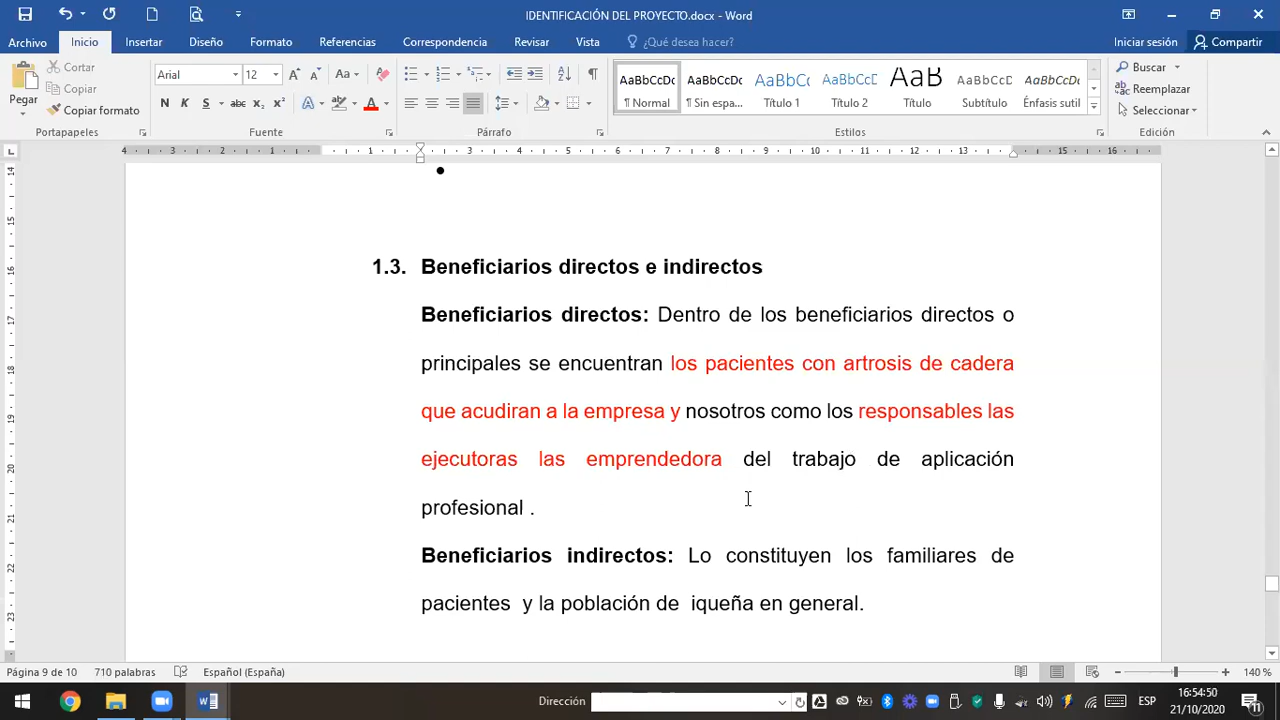 IDENTIFICACIÓN DEL PROYECTO.docx - Word
Archivo Inicio Insertar Diseño Formato Referencias Correspondencia Revisar Vista ¿Qué desea hacer? Iniciar sesión Compartir
Pegar Cortar Copiar Copiar formato
Arial 12
AaBbCcDc ¶ Normal
AaBbCcDc ¶ Sin espa...
AaBbCcDc Título 1
AaBbCcD Título 2
AaB Título
AaBbCcD Subtítulo
AaBbCcDc Énfasis sutil
Buscar
Reemplazar
Seleccionar
Portapapeles Fuente Párrafo Estilos Edición
1.3. Beneficiarios directos e indirectos
Beneficiarios directos: Dentro de los beneficiarios directos o
principales se encuentran los pacientes con artrosis de cadera
que acudiran a la empresa y nosotros como los responsables las
ejecutoras las emprendedora del trabajo de aplicación
profesional .
Beneficiarios indirectos: Lo constituyen los familiares de
pacientes y la población de iqueña en general.
Página 9 de 10 710 palabras Español (España) 140 %
Dirección ESP 16:54:50
21/10/2020